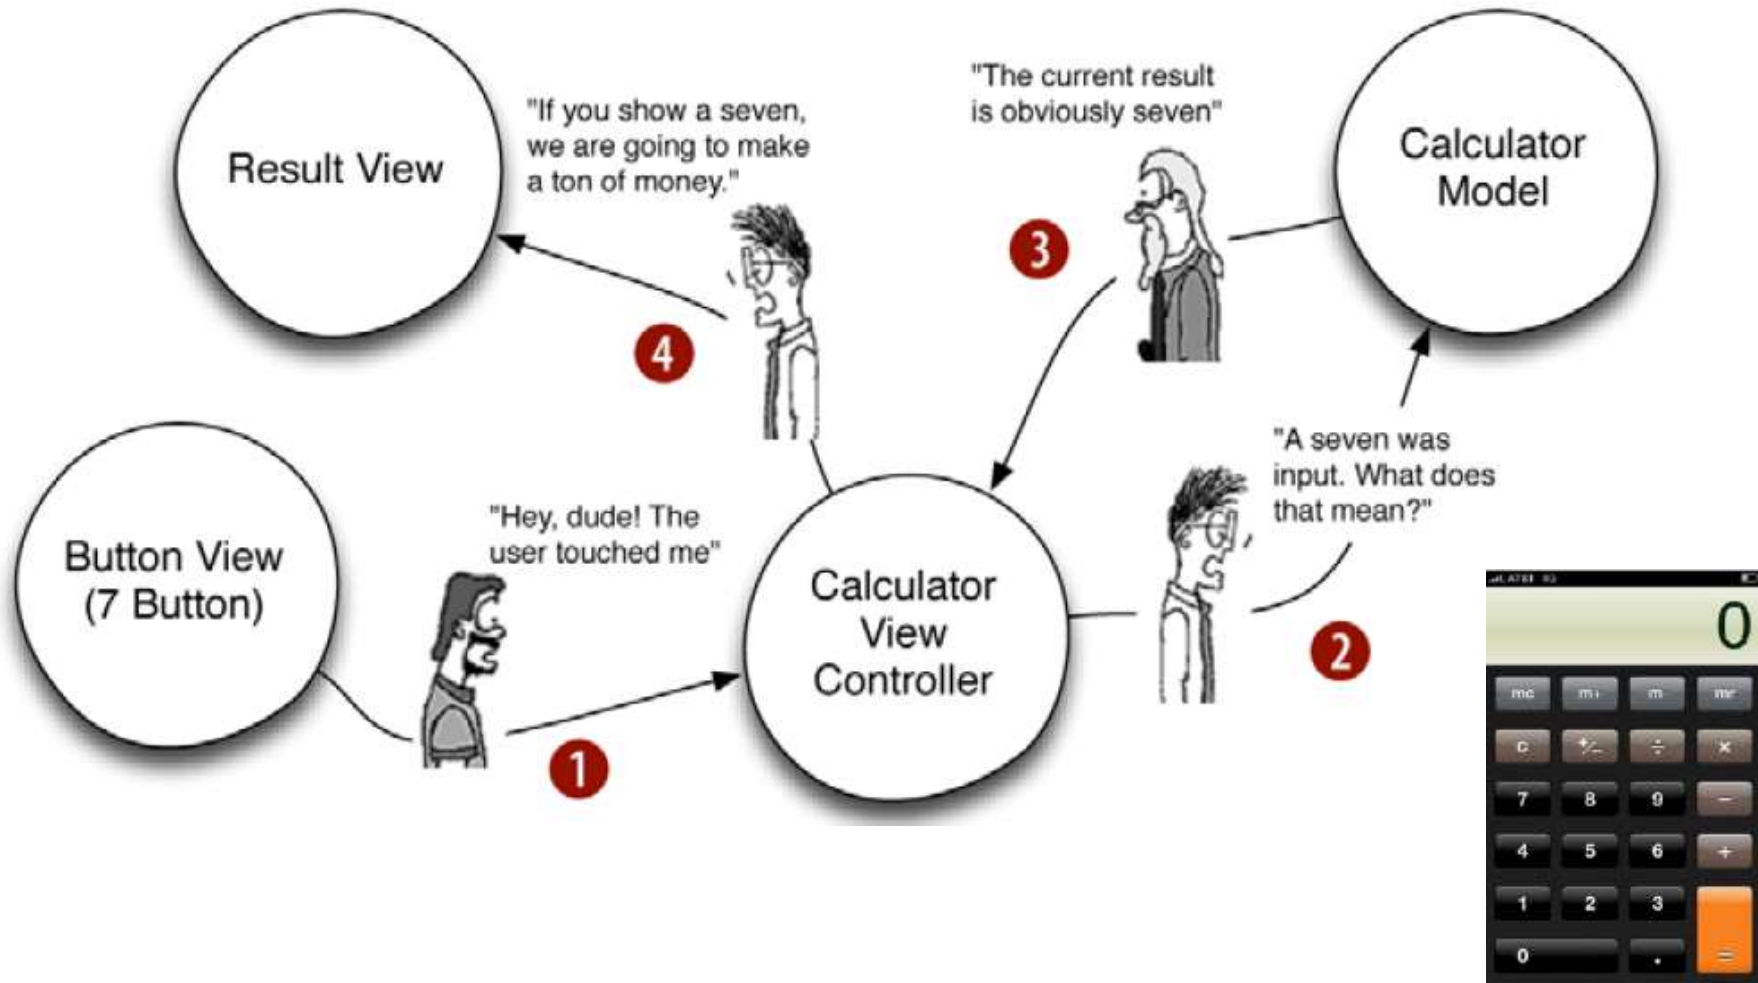 Result View
"If you show a seven,
we are going to make
a ton of money."
4
"The current result
is obviously seven"
3
Calculator
Model
Button View
(7 Button)
"Hey, dude! The
user touched me"
1
Calculator
View
Controller
"A seven was
input. What does
that mean?"
2
AT&T
0
mc m+ m mr
c +/− ÷ ×
7 8 9 −
4 5 6 +
1 2 3
0 . =